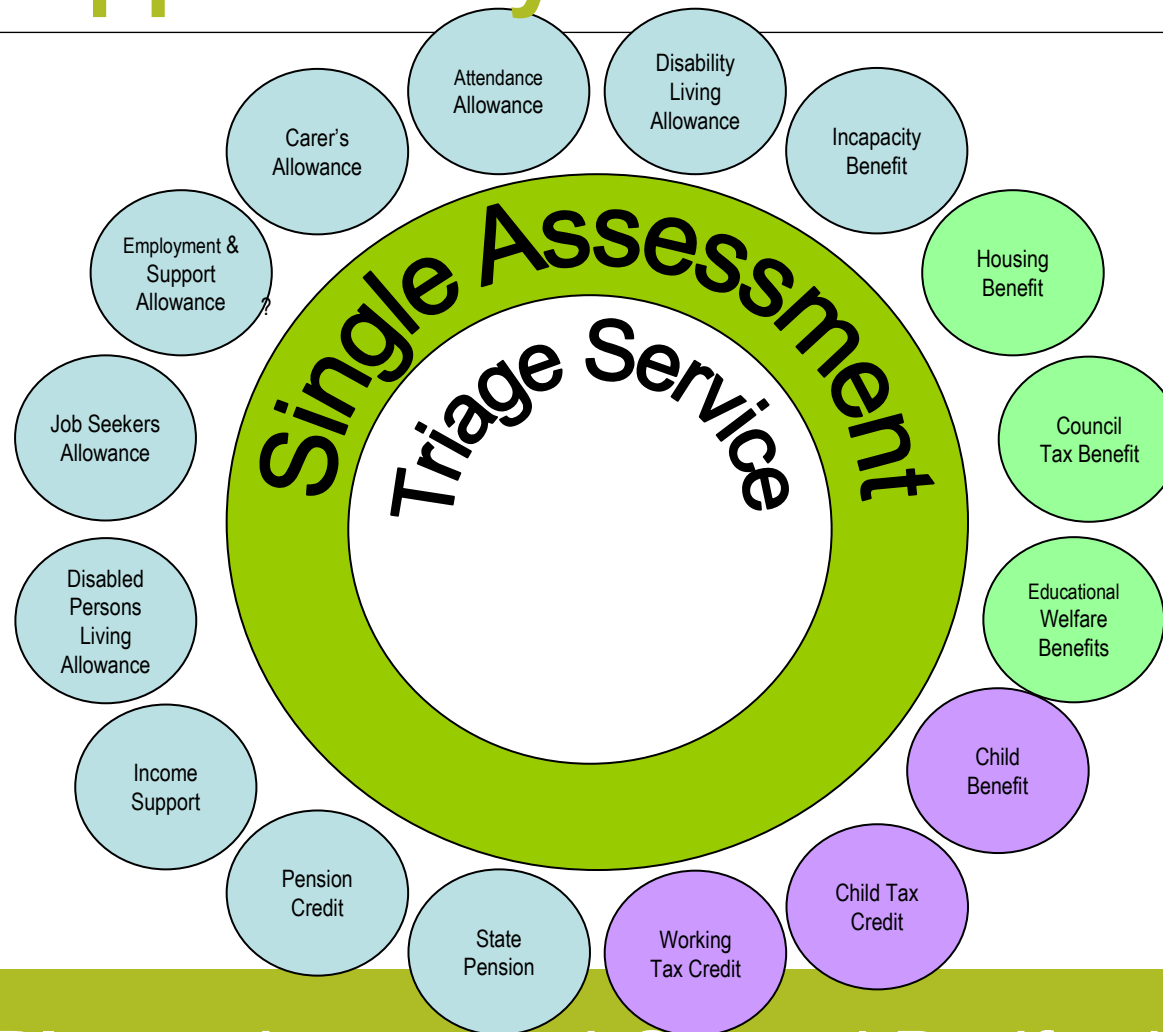 Attendance
Allowance
Disability
Living
Allowance
Carer's
Allowance
Incapacity
Benefit
Employment &
Support
Allowance
?
Housing
Benefit
Single Assessment
Triage Service
Job Seekers
Allowance
Council
Tax Benefit
Disabled
Persons
Living
Allowance
Educational
Welfare
Benefits
Income
Support
Child
Benefit
Pension
Credit
Child Tax
Credit
State
Pension
Working
Tax Credit